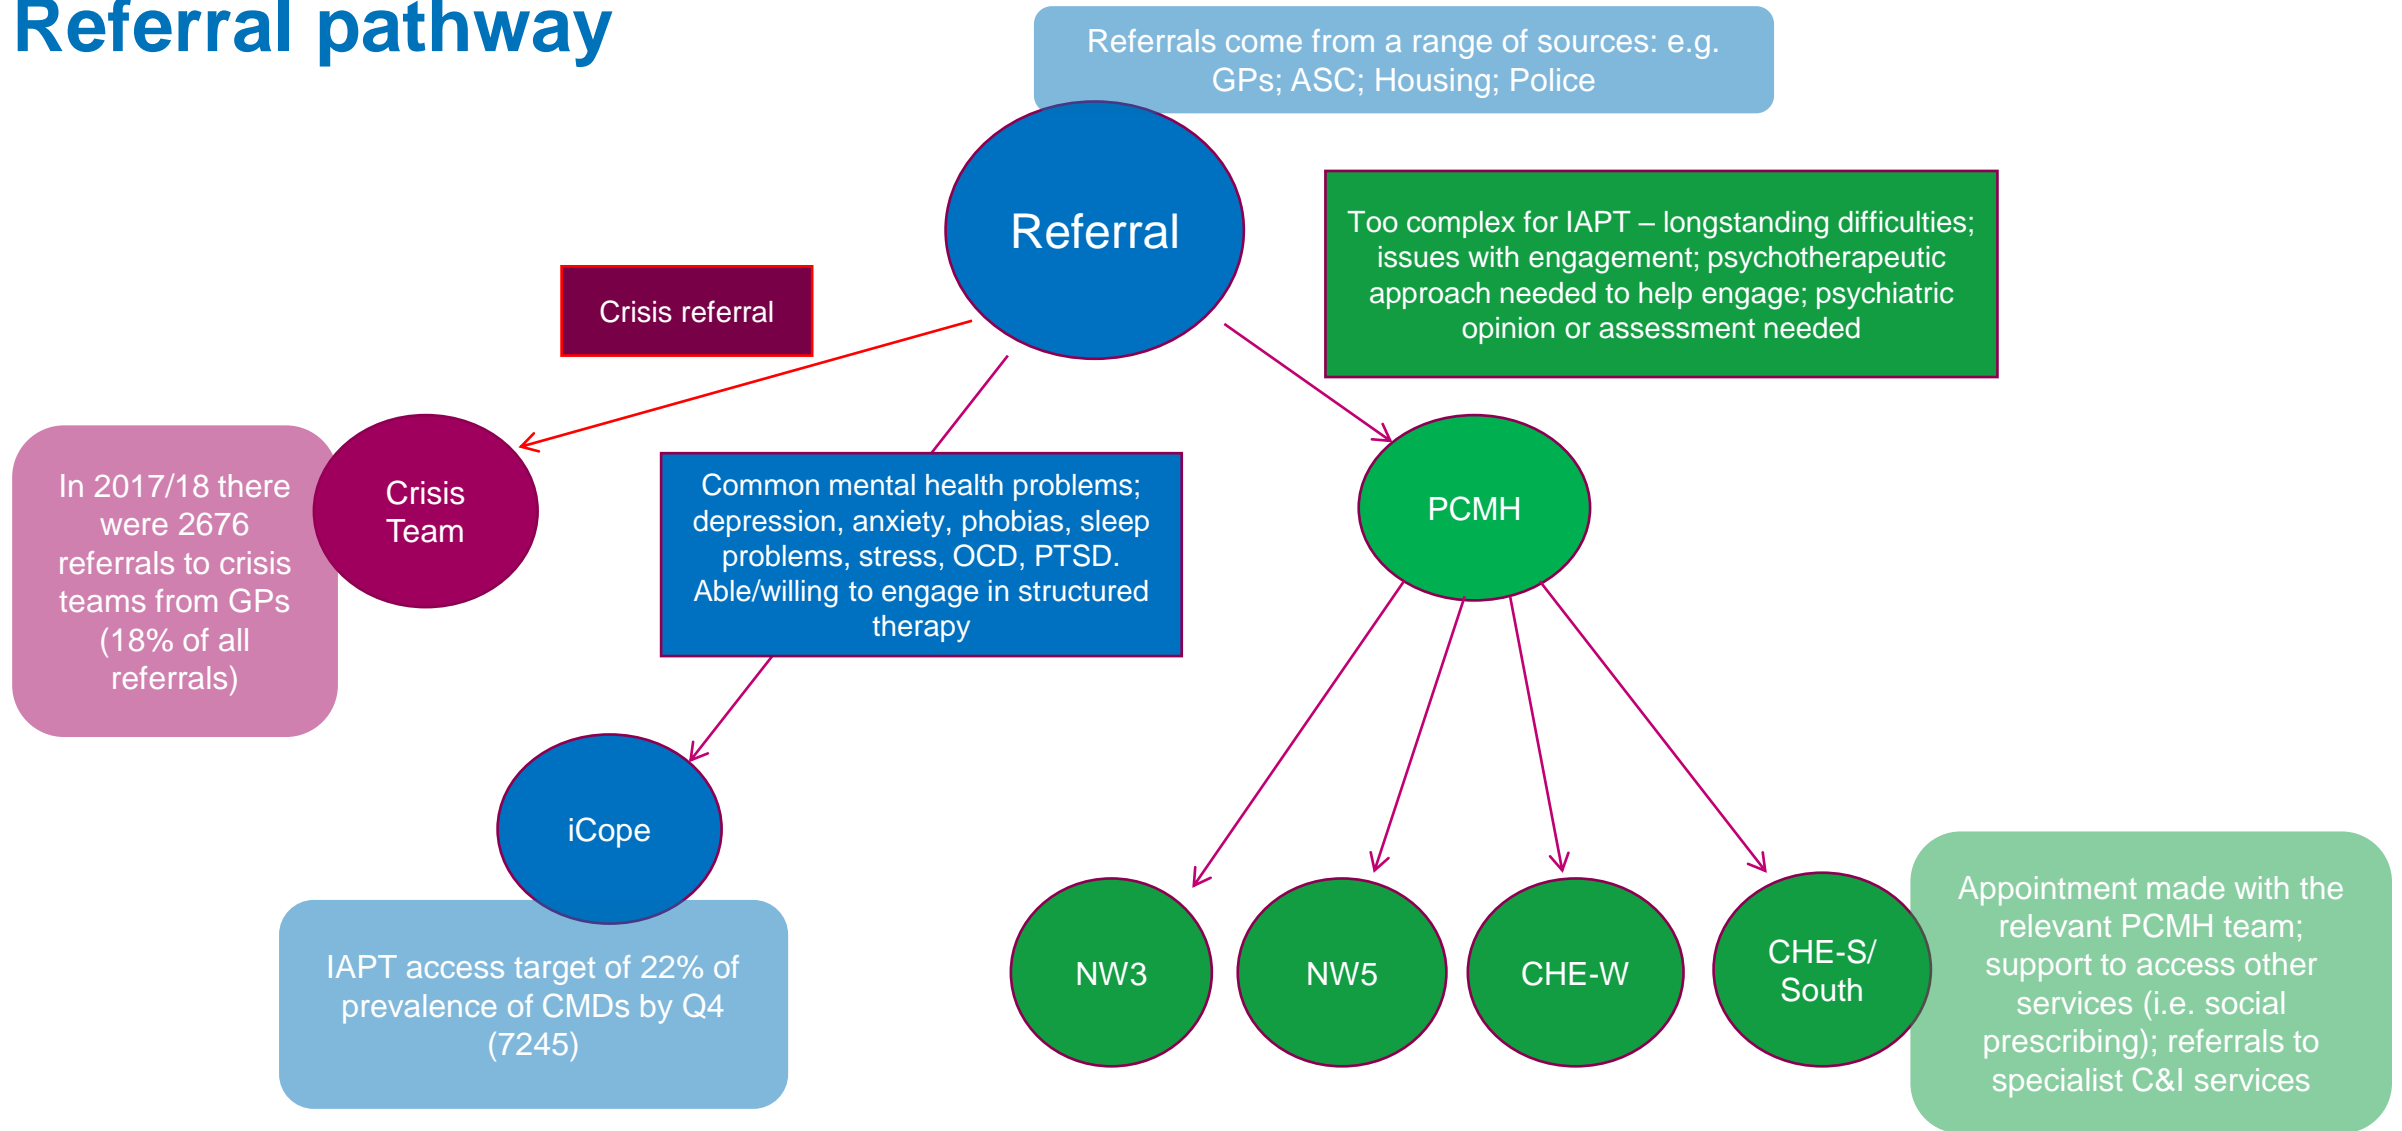 Referral pathway
Referrals come from a range of sources: e.g.
GPs; ASC; Housing; Police
Referral
Too complex for IAPT – longstanding difficulties;
issues with engagement; psychotherapeutic
approach needed to help engage; psychiatric
opinion or assessment needed
Crisis referral
In 2017/18 there
were 2676
referrals to crisis
teams from GPs
(18% of all
referrals)
Crisis
Team
Common mental health problems;
depression, anxiety, phobias, sleep
problems, stress, OCD, PTSD.
Able/willing to engage in structured
therapy
PCMH
iCope
IAPT access target of 22% of
prevalence of CMDs by Q4
(7245)
NW3
NW5
CHE-W
CHE-S/
South
Appointment made with the
relevant PCMH team;
support to access other
services (i.e. social
prescribing); referrals to
specialist C&I services